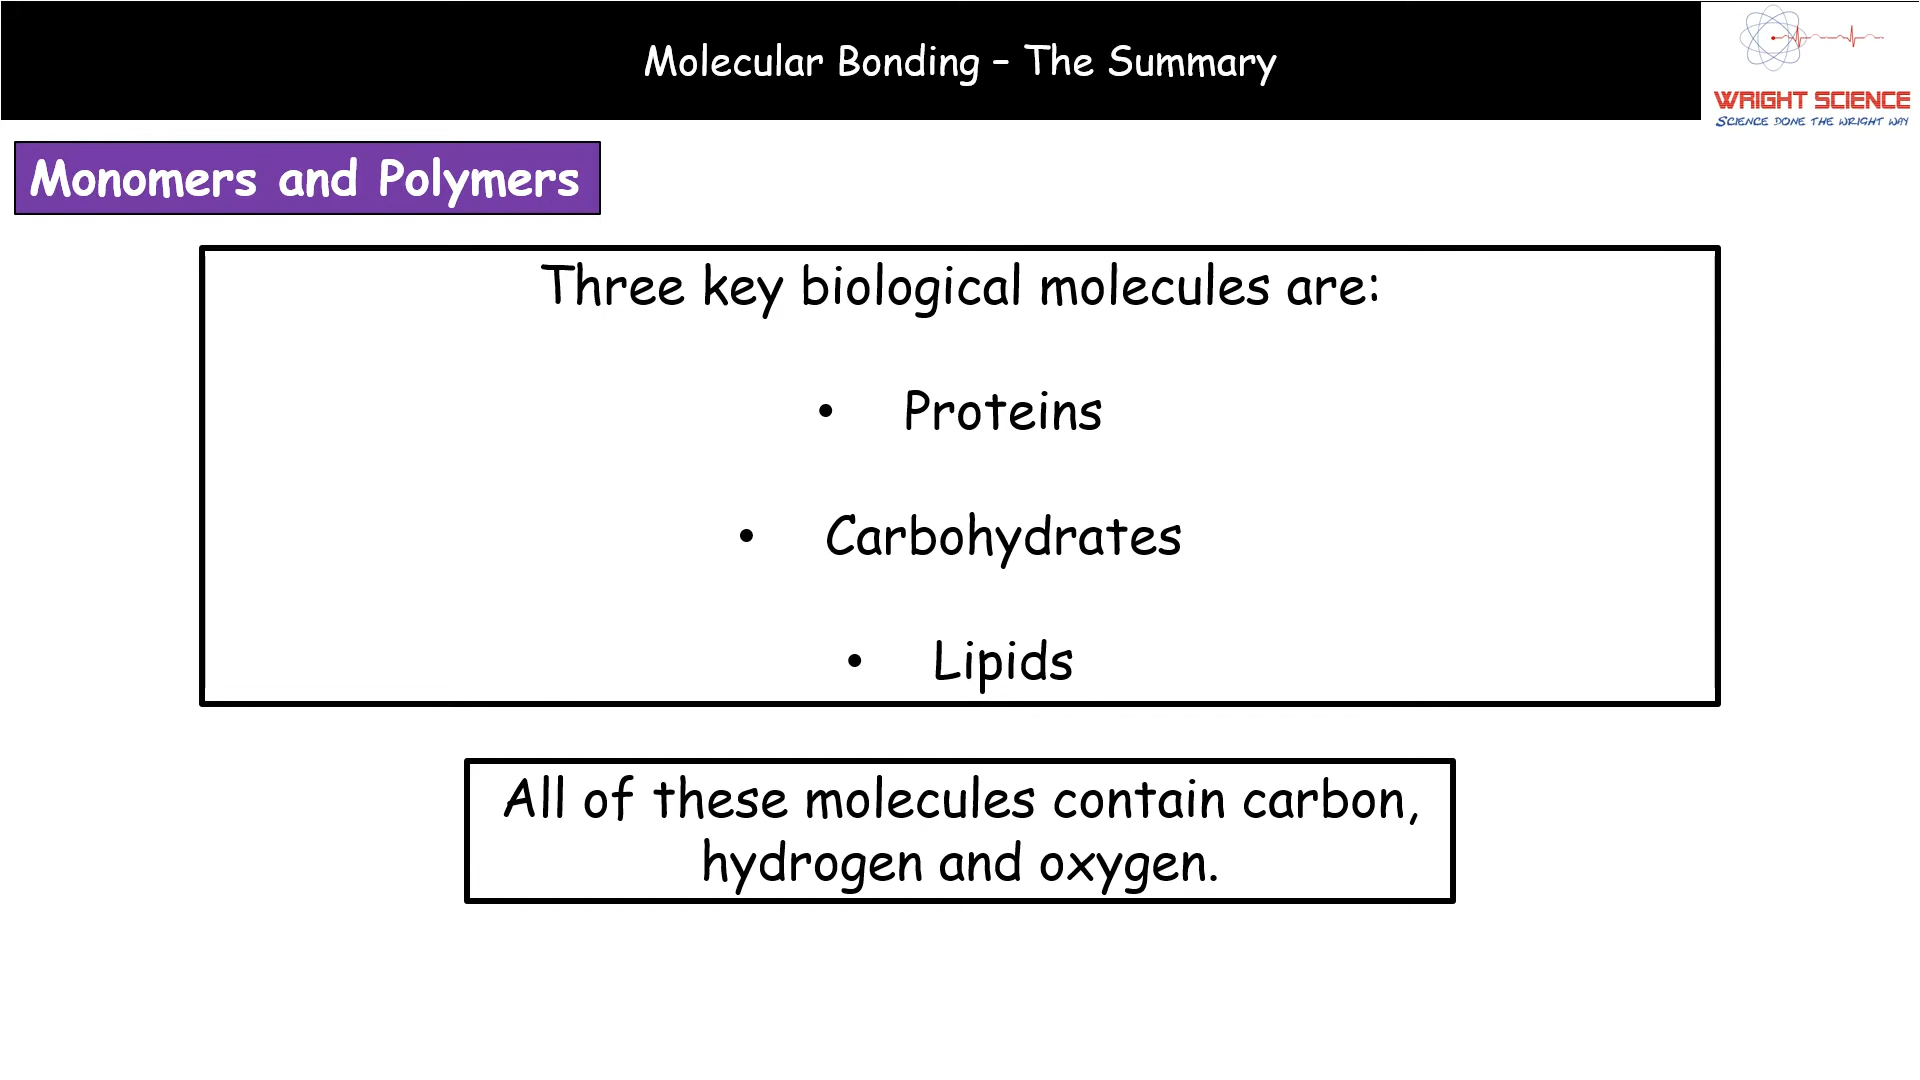 Molecular Bonding – The Summary
WRIGHT SCIENCE
SCIENCE DONE THE WRIGHT WAY
Monomers and Polymers
Three key biological molecules are:
• Proteins
• Carbohydrates
• Lipids
All of these molecules contain carbon,
hydrogen and oxygen.